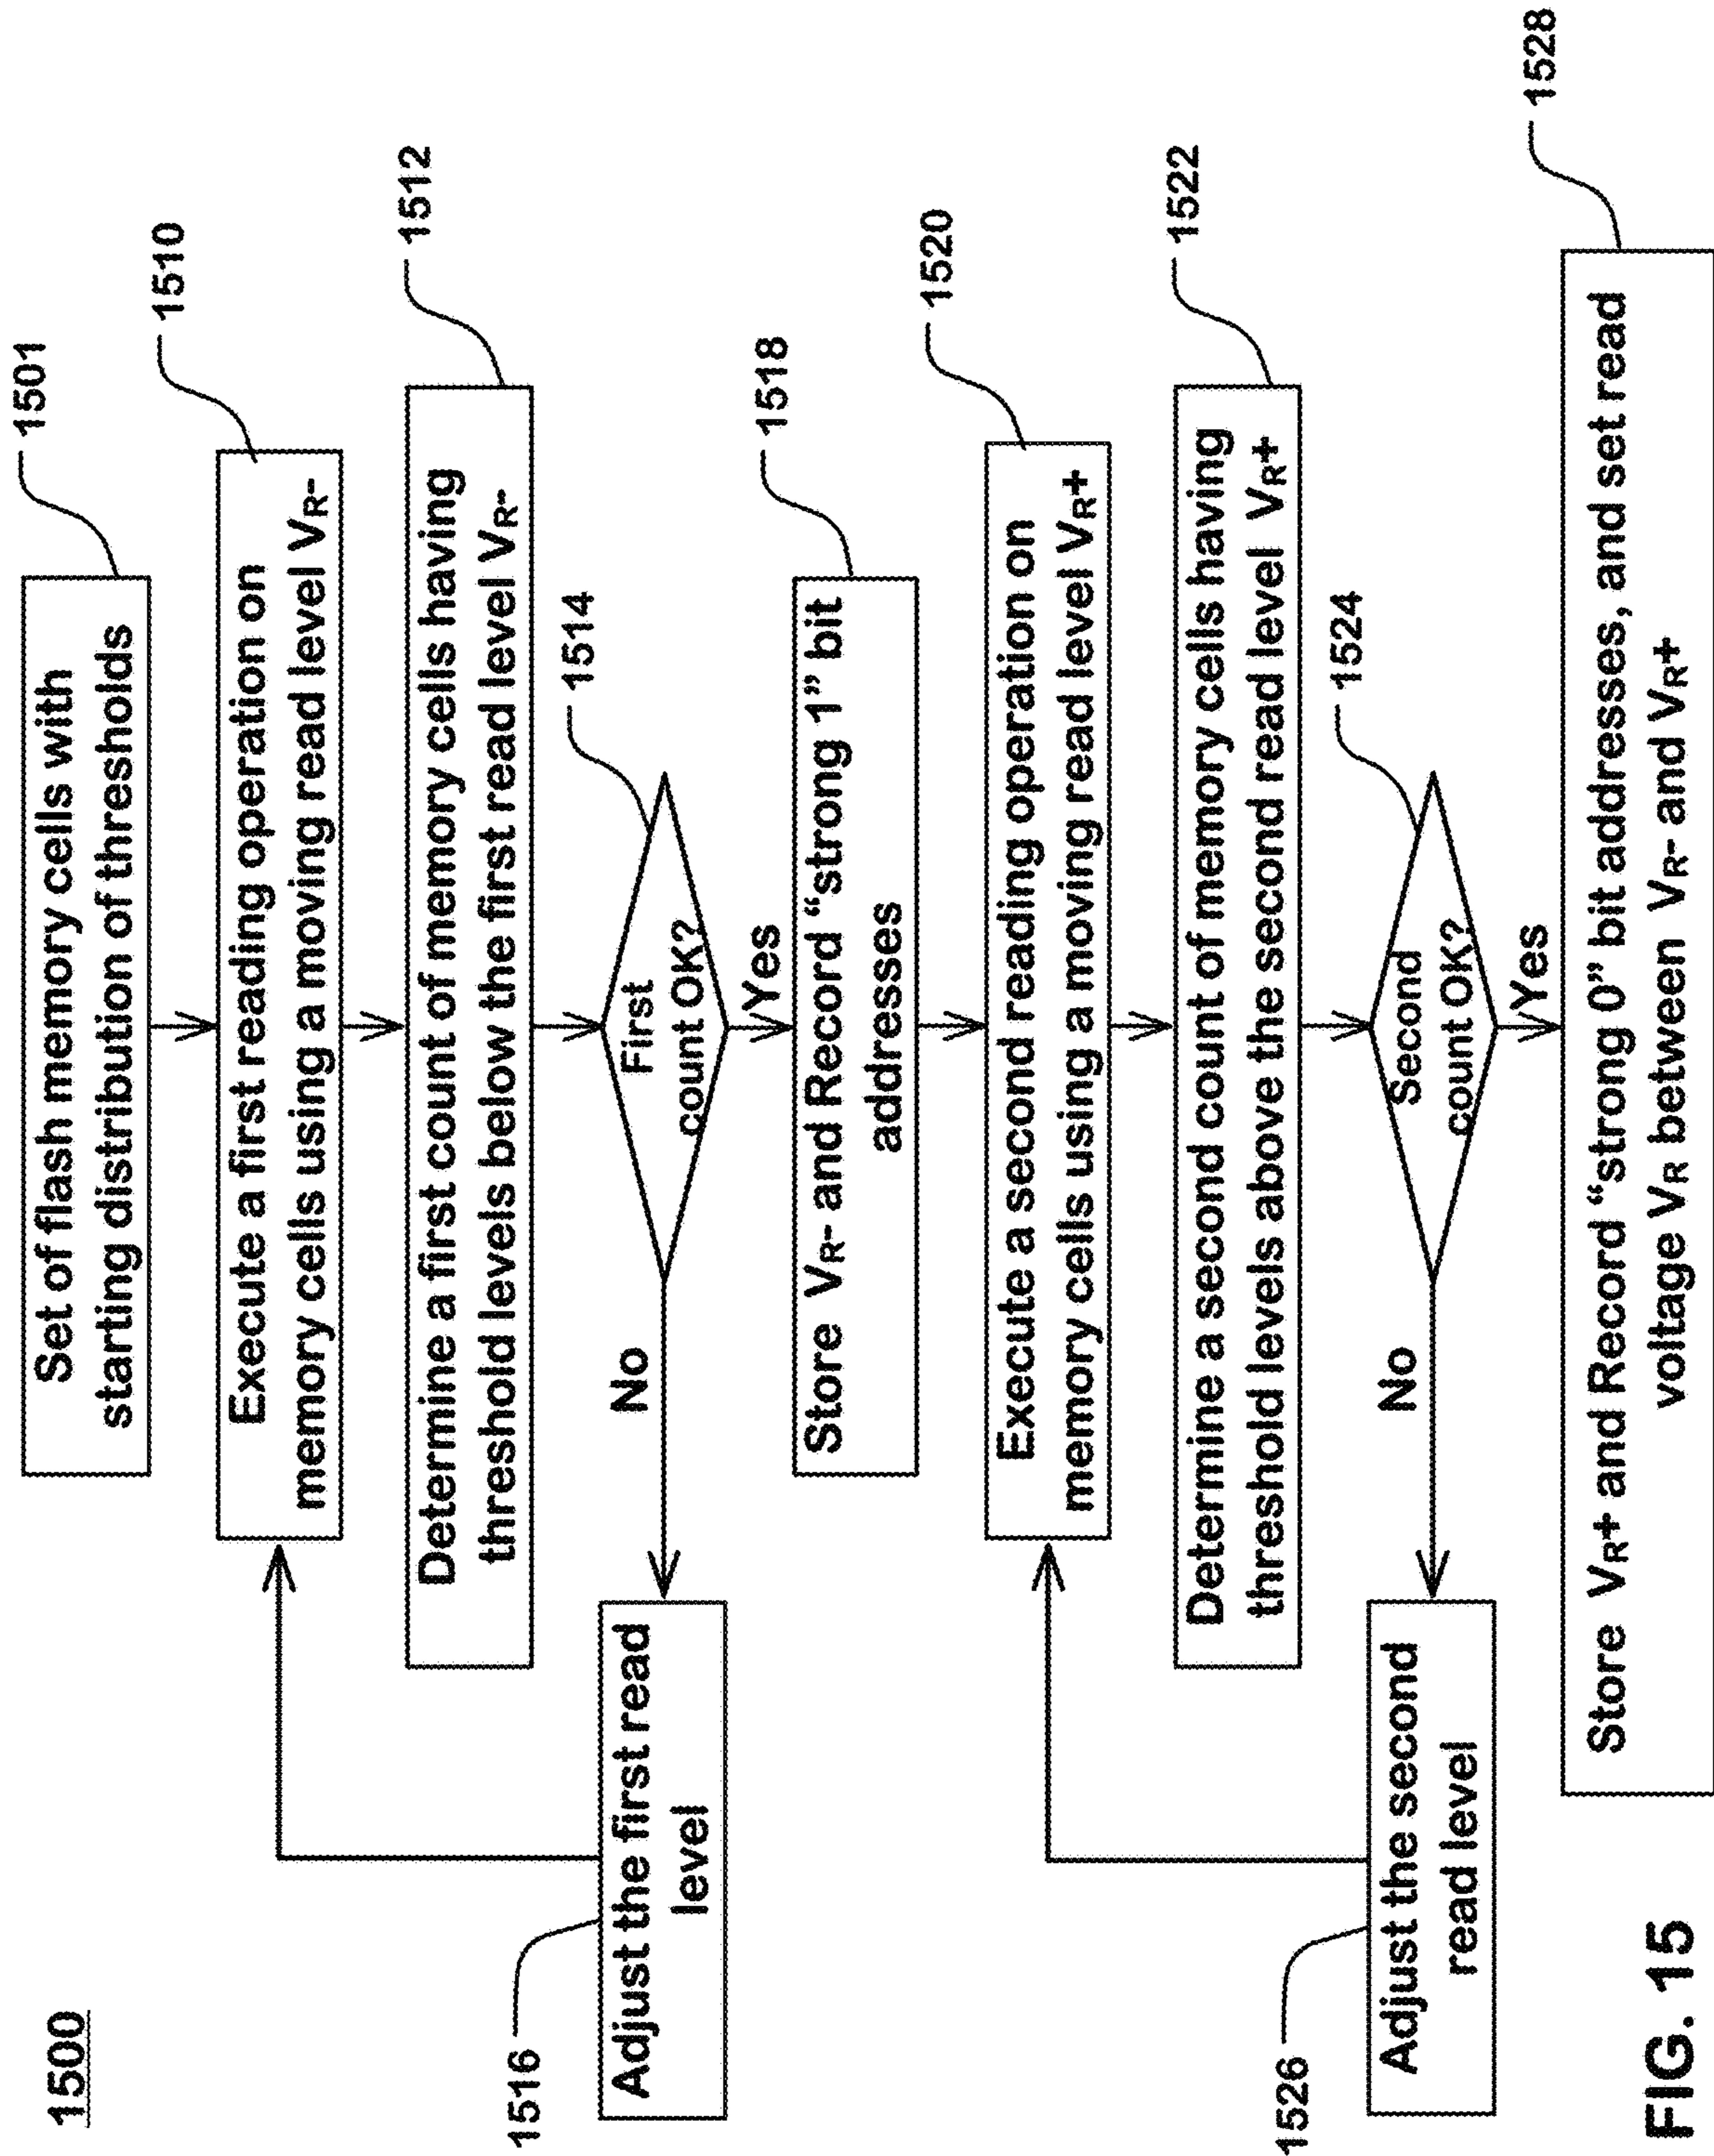 1500
1501
Set of flash memory cells with
starting distribution of thresholds
1510
Execute a first reading operation on
memory cells using a moving read level VR-
1512
Determine a first count of memory cells having
threshold levels below the first read level VR-
1514
First
count OK?
No
Yes
1516
Adjust the first read
level
1518
Store VR- and Record “strong 1” bit
addresses
1520
Execute a second reading operation on
memory cells using a moving read level VR+
1522
Determine a second count of memory cells having
threshold levels above the second read level VR+
1524
Second
count OK?
No
Yes
1526
Adjust the second
read level
1528
Store VR+ and Record “strong 0” bit addresses, and set read
voltage VR between VR- and VR+
FIG. 15